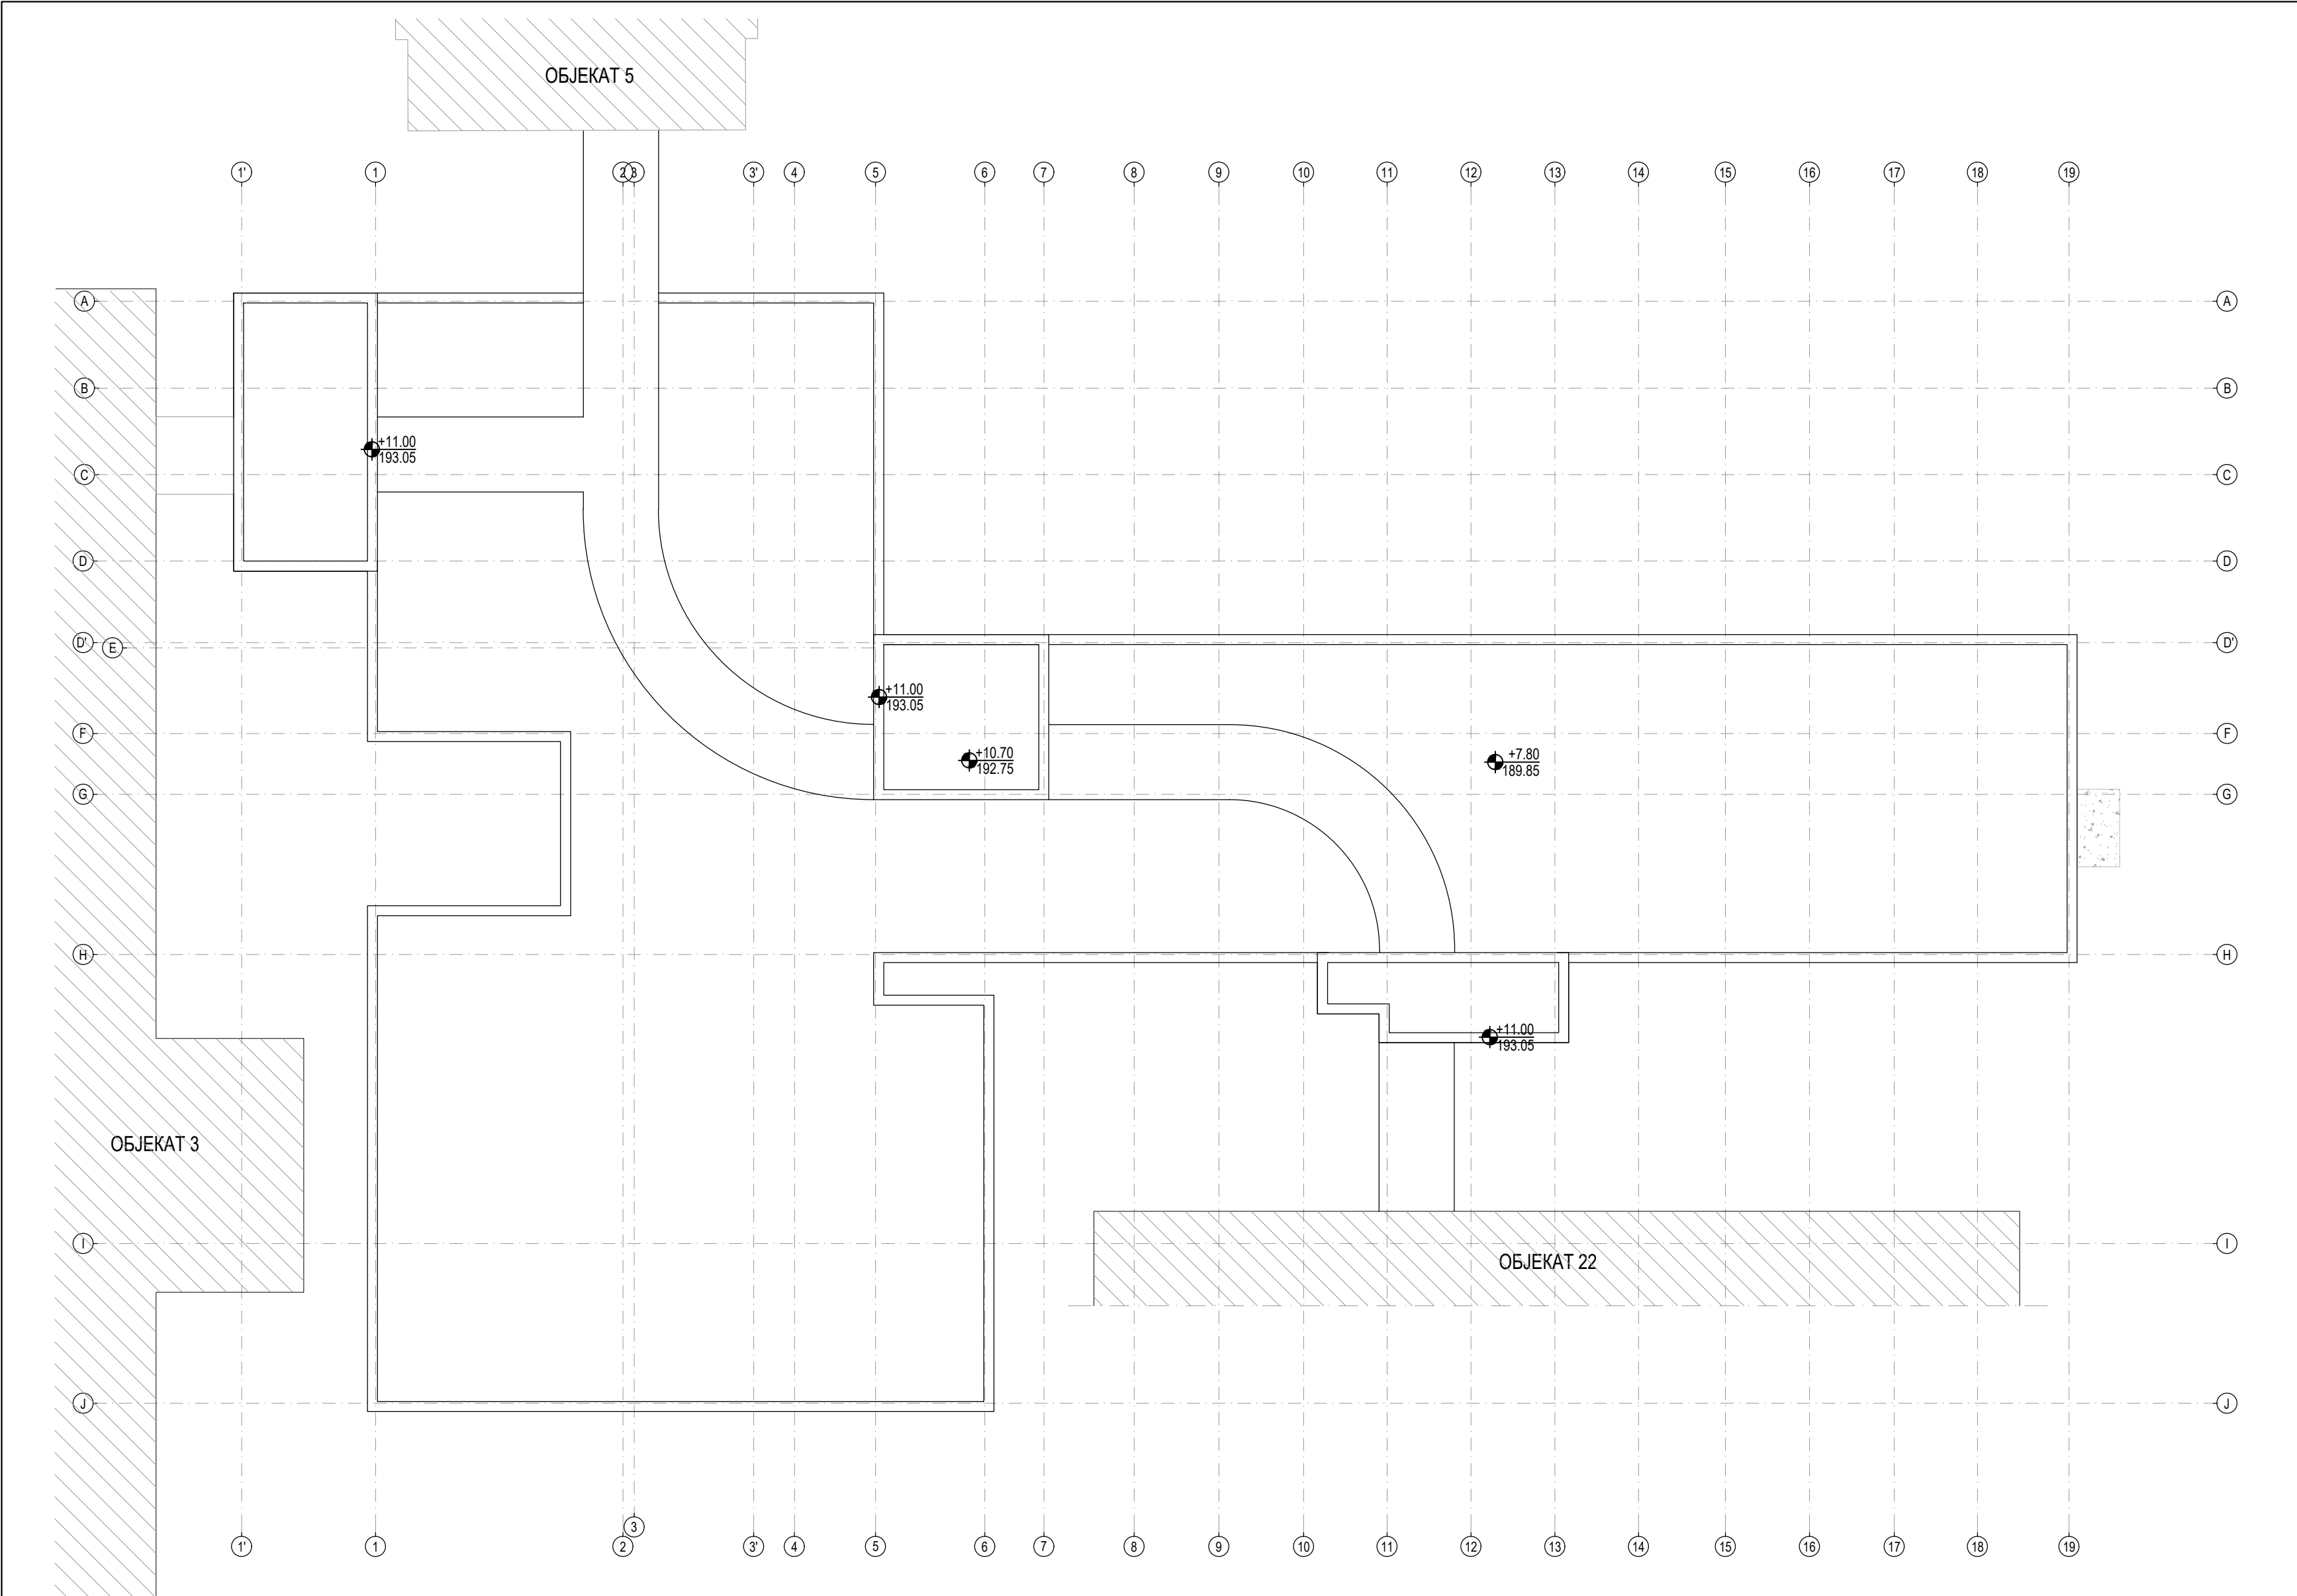 ОБЈЕКАТ 5
1' 1 2 3 3' 4 5 6 7 8 9 10 11 12 13 14 15 16 17 18 19
A A
B B
+11.00
193.05
C C
D D
D' E D'
+11.00
193.05
F F
+10.70
192.75
+7.80
189.85
G G
H H
+11.00
193.05
ОБЈЕКАТ 3
I I
ОБЈЕКАТ 22
J J
3
1' 1 2 3' 4 5 6 7 8 9 10 11 12 13 14 15 16 17 18 19